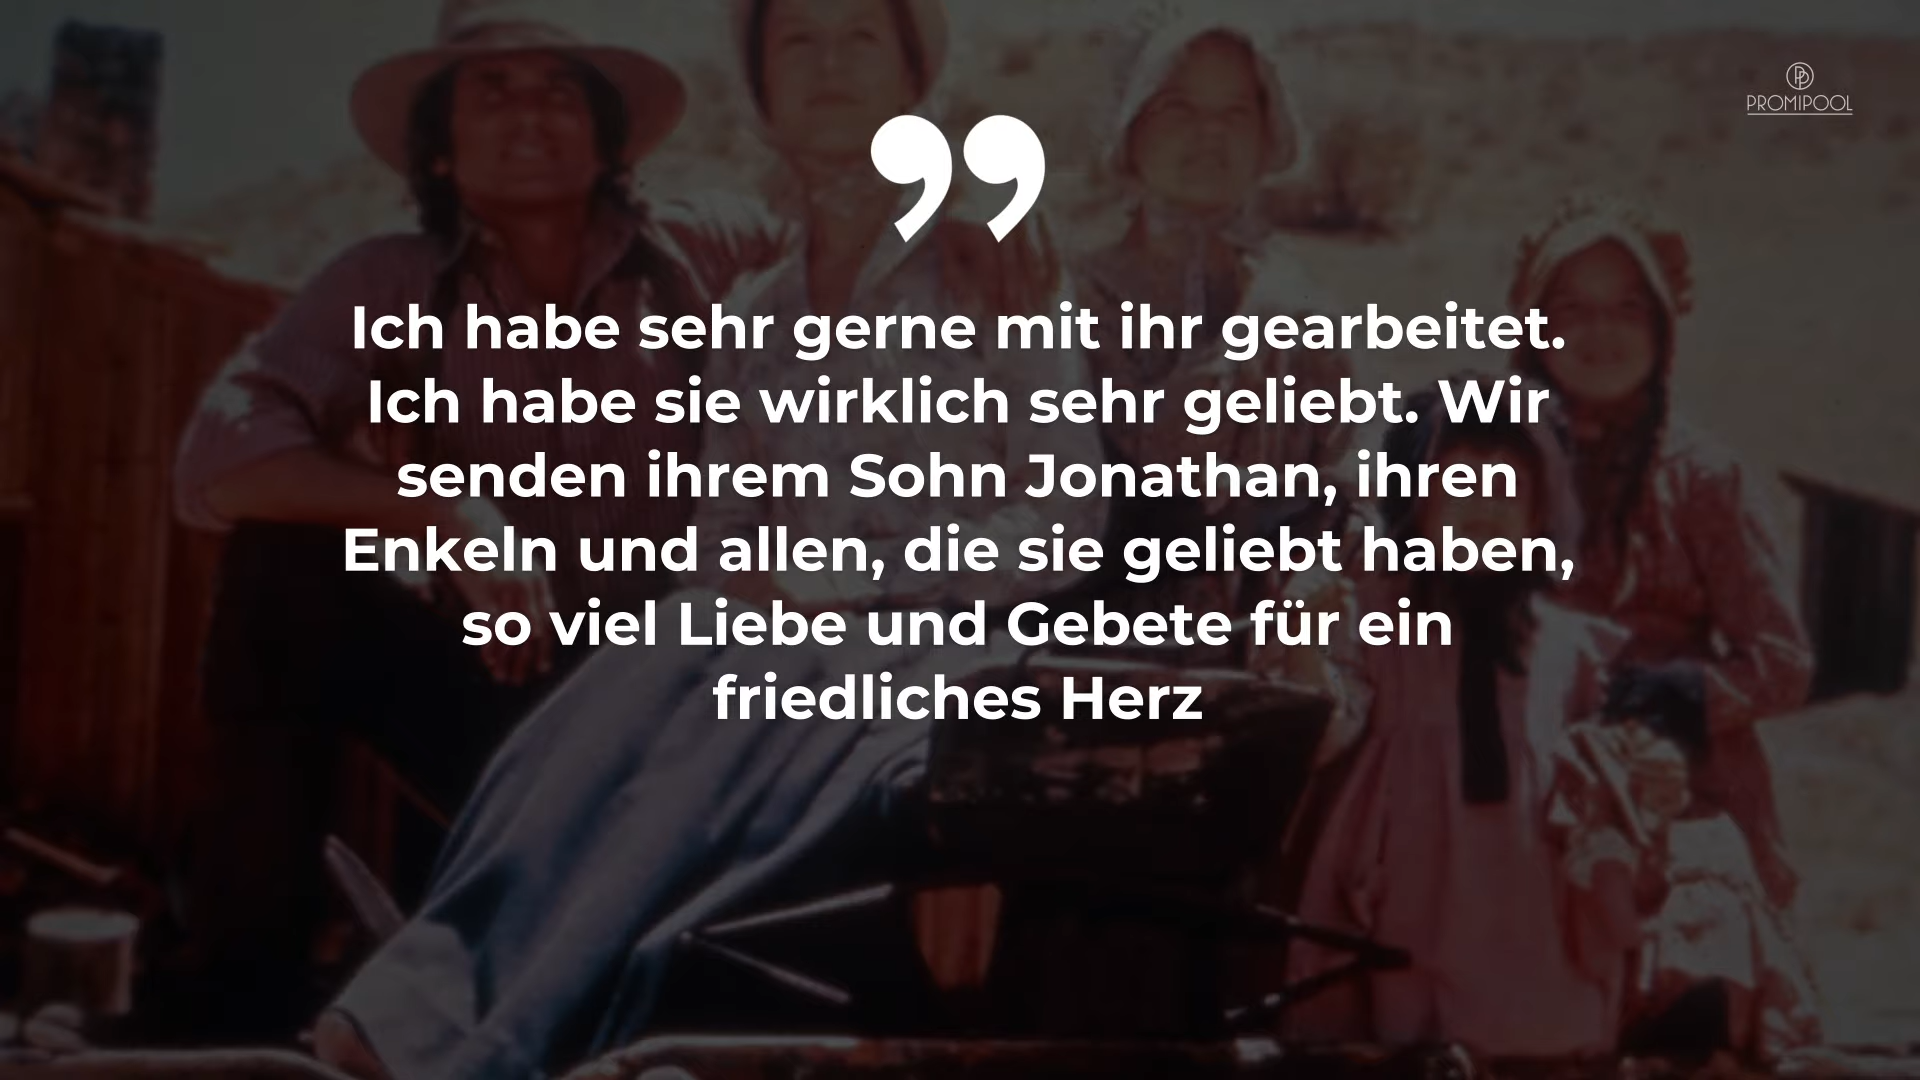 PROMIPOOL
”
Ich habe sehr gerne mit ihr gearbeitet.
Ich habe sie wirklich sehr geliebt. Wir
senden ihrem Sohn Jonathan, ihren
Enkeln und allen, die sie geliebt haben,
so viel Liebe und Gebete für ein
friedliches Herz